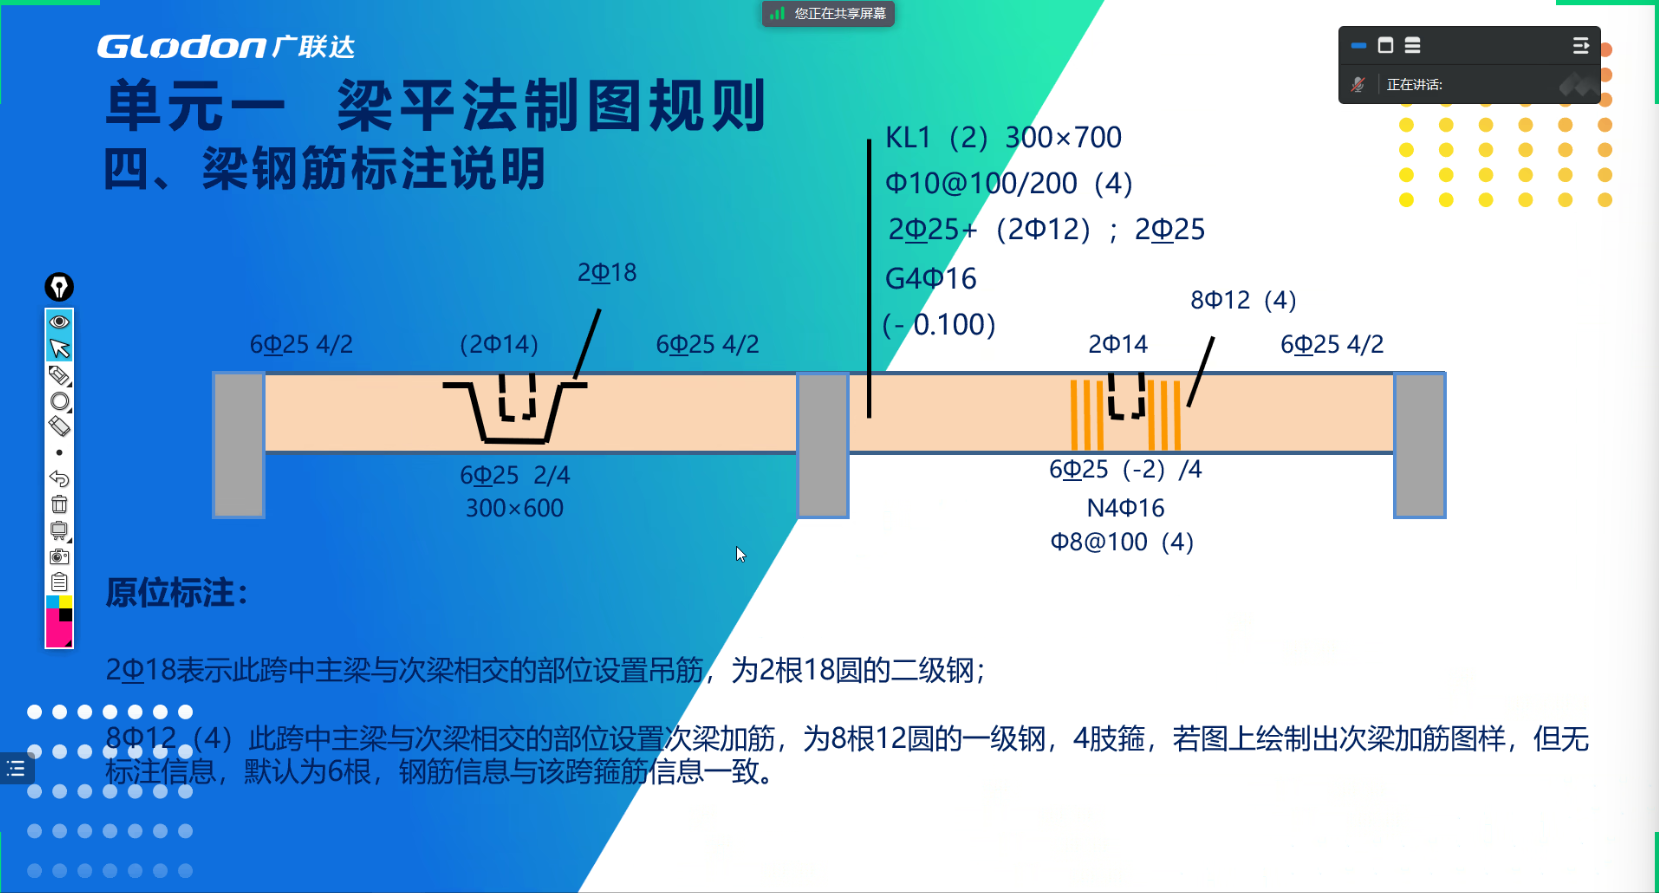 您正在共享屏幕
GLODON广联达
正在讲话:
单元一 梁平法制图规则
四、梁钢筋标注说明
KL1（2）300×700
Φ10@100/200（4）
2Φ25+（2Φ12）；2Φ25
G4Φ16
(- 0.100)
2Φ18
8Φ12（4）
6Φ25 4/2
(2Φ14)
6Φ25 4/2
2Φ14
6Φ25 4/2
6Φ25 2/4
300×600
6Φ25（-2）/4
N4Φ16
Φ8@100（4）
原位标注：
2Φ18表示此跨中主梁与次梁相交的部位设置吊筋，为2根18圆的二级钢；
8Φ12（4）此跨中主梁与次梁相交的部位设置次梁加筋，为8根12圆的一级钢，4肢箍，若图上绘制出次梁加筋图样，但无
标注信息，默认为6根，钢筋信息与该跨箍筋信息一致。